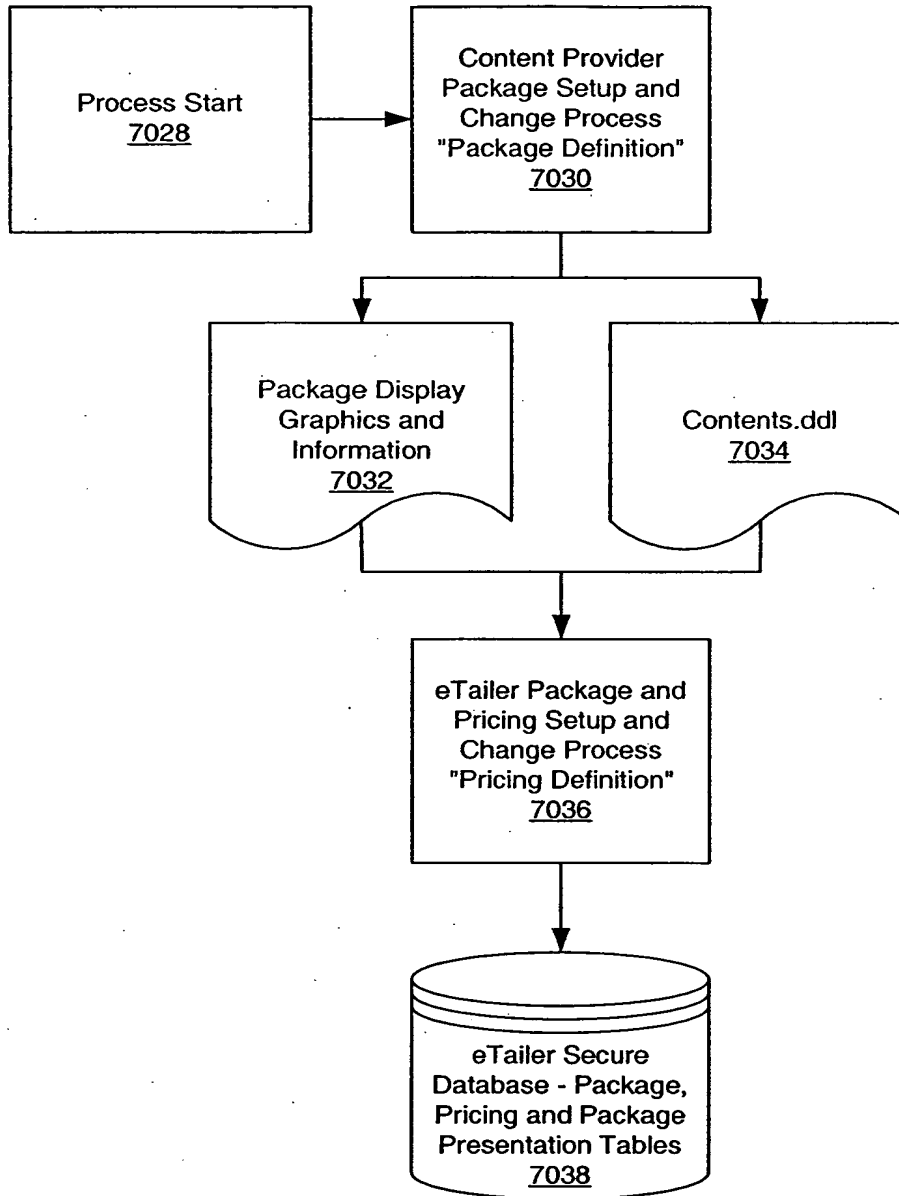 Process Start
7028
Content Provider
Package Setup and
Change Process
"Package Definition"
7030
Package Display
Graphics and
Information
7032
Contents.ddl
7034
eTailer Package and
Pricing Setup and
Change Process
"Pricing Definition"
7036
eTailer Secure
Database - Package,
Pricing and Package
Presentation Tables
7038